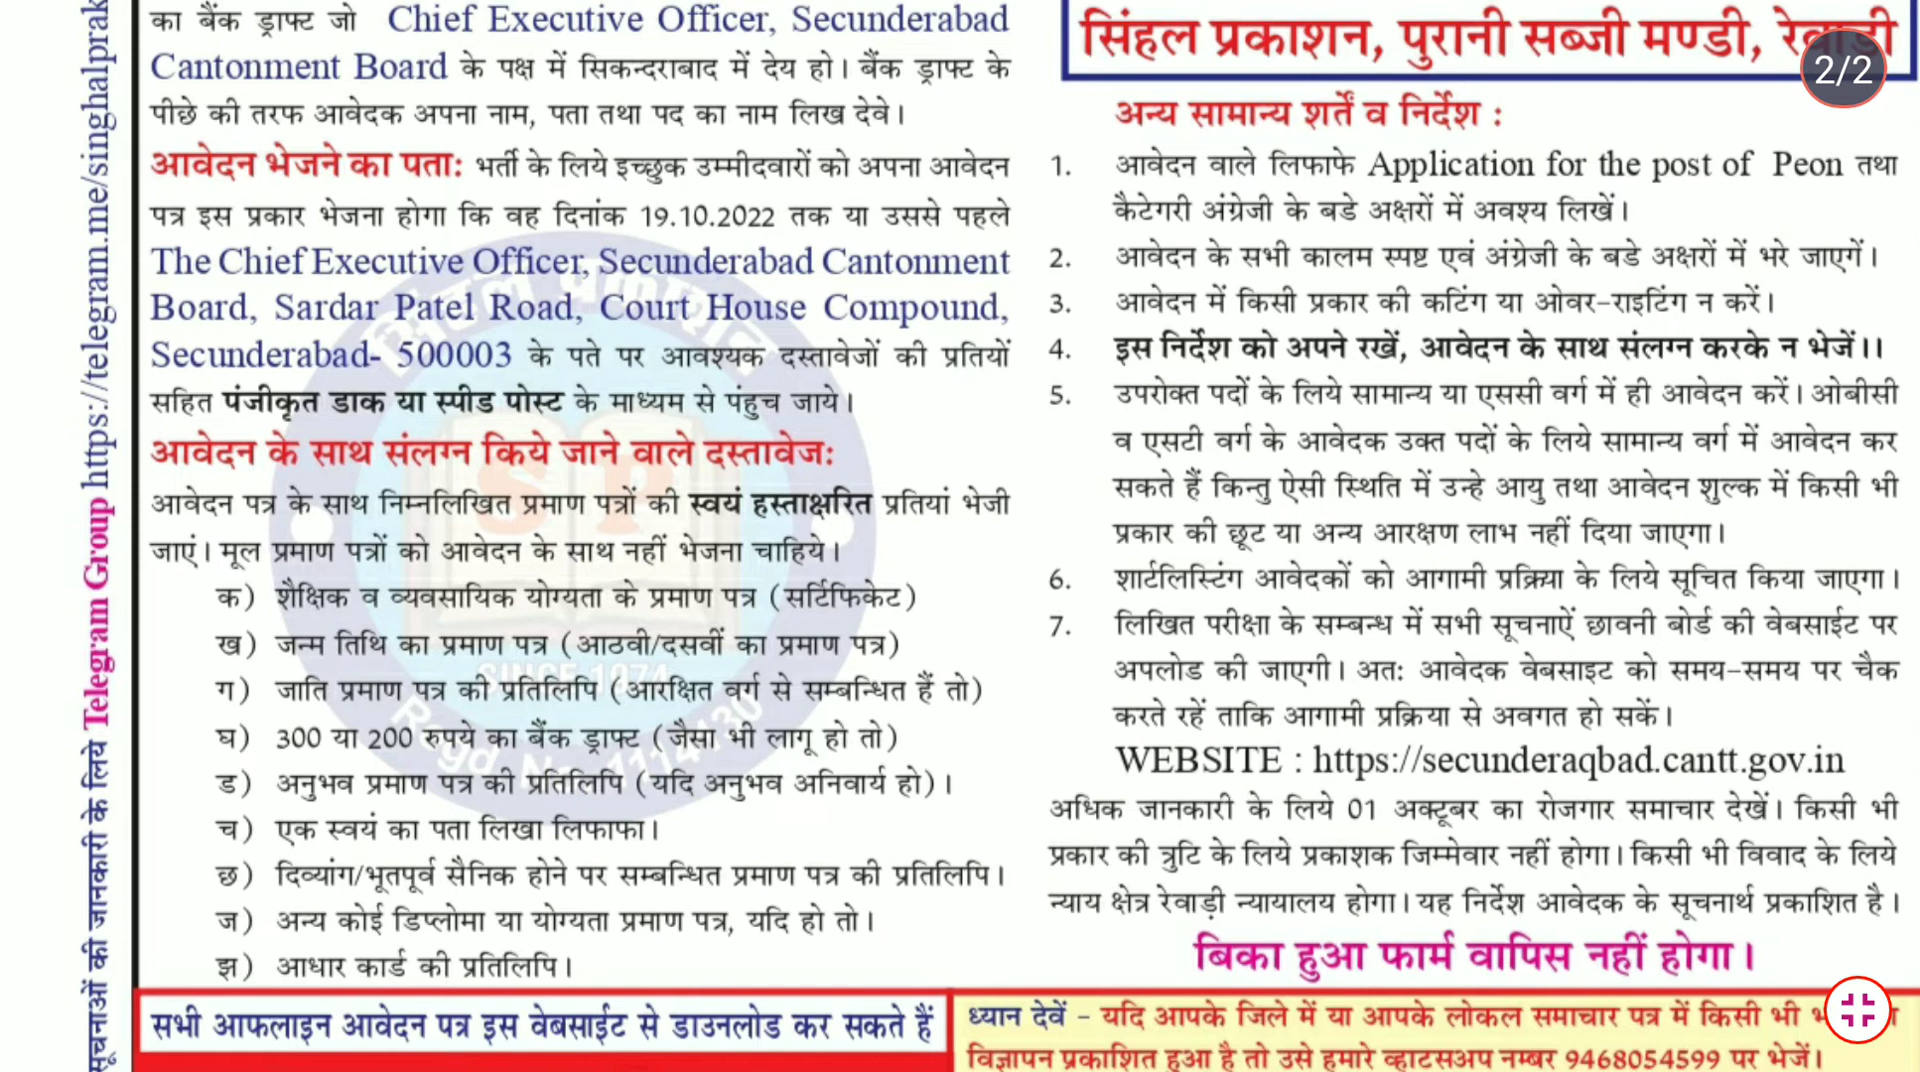 सूचनाओं की जानकारी के लिये Telegram Group https://telegram.me/singhalprak
का बैंक ड्राफ्ट जो Chief Executive Officer, Secunderabad
Cantonment Board के पक्ष में सिकन्दराबाद में देय हो। बैंक ड्राफ्ट के
पीछे की तरफ आवेदक अपना नाम, पता तथा पद का नाम लिख देवे।
आवेदन भेजने का पता: भर्ती के लिये इच्छुक उम्मीदवारों को अपना आवेदन
पत्र इस प्रकार भेजना होगा कि वह दिनांक 19.10.2022 तक या उससे पहले
The Chief Executive Officer, Secunderabad Cantonment
Board, Sardar Patel Road, Court House Compound,
Secunderabad- 500003 के पते पर आवश्यक दस्तावेजों की प्रतियों
सहित पंजीकृत डाक या स्पीड पोस्ट के माध्यम से पंहुच जाये।
आवेदन के साथ संलग्न किये जाने वाले दस्तावेज:
आवेदन पत्र के साथ निम्नलिखित प्रमाण पत्रों की स्वयं हस्ताक्षरित प्रतियां भेजी
जाएं। मूल प्रमाण पत्रों को आवेदन के साथ नहीं भेजना चाहिये।
क) शैक्षिक व व्यवसायिक योग्यता के प्रमाण पत्र (सर्टिफिकेट)
ख) जन्म तिथि का प्रमाण पत्र (आठवी/दसवीं का प्रमाण पत्र)
ग) जाति प्रमाण पत्र की प्रतिलिपि (आरक्षित वर्ग से सम्बन्धित हैं तो)
घ) 300 या 200 रुपये का बैंक ड्राफ्ट (जैसा भी लागू हो तो)
ड) अनुभव प्रमाण पत्र की प्रतिलिपि (यदि अनुभव अनिवार्य हो)।
च) एक स्वयं का पता लिखा लिफाफा।
छ) दिव्यांग/भूतपूर्व सैनिक होने पर सम्बन्धित प्रमाण पत्र की प्रतिलिपि।
ज) अन्य कोई डिप्लोमा या योग्यता प्रमाण पत्र, यदि हो तो।
झ) आधार कार्ड की प्रतिलिपि।
सिंहल प्रकाशन
SP
SINCE 1974
Regd. No.
सिंहल प्रकाशन, पुरानी सब्जी मण्डी, रेवाड़ी
2/2
अन्य सामान्य शर्तें व निर्देश :
1. आवेदन वाले लिफाफे Application for the post of Peon तथा
कैटेगरी अंग्रेजी के बडे अक्षरों में अवश्य लिखें।
2. आवेदन के सभी कालम स्पष्ट एवं अंग्रेजी के बडे अक्षरों में भरे जाएगें।
3. आवेदन में किसी प्रकार की कटिंग या ओवर-राइटिंग न करें।
4. इस निर्देश को अपने रखें, आवेदन के साथ संलग्न करके न भेजें।।
5. उपरोक्त पदों के लिये सामान्य या एससी वर्ग में ही आवेदन करें। ओबीसी
व एसटी वर्ग के आवेदक उक्त पदों के लिये सामान्य वर्ग में आवेदन कर
सकते हैं किन्तु ऐसी स्थिति में उन्हे आयु तथा आवेदन शुल्क में किसी भी
प्रकार की छूट या अन्य आरक्षण लाभ नहीं दिया जाएगा।
6. शार्टलिस्टिंग आवेदकों को आगामी प्रक्रिया के लिये सूचित किया जाएगा।
7. लिखित परीक्षा के सम्बन्ध में सभी सूचनाऐं छावनी बोर्ड की वेबसाईट पर
अपलोड की जाएगी। अत: आवेदक वेबसाइट को समय-समय पर चैक
करते रहें ताकि आगामी प्रक्रिया से अवगत हो सकें।
WEBSITE : https://secunderaqbad.cantt.gov.in
अधिक जानकारी के लिये 01 अक्टूबर का रोजगार समाचार देखें। किसी भी
प्रकार की त्रुटि के लिये प्रकाशक जिम्मेवार नहीं होगा। किसी भी विवाद के लिये
न्याय क्षेत्र रेवाड़ी न्यायालय होगा। यह निर्देश आवेदक के सूचनार्थ प्रकाशित है।
बिका हुआ फार्म वापिस नहीं होगा।
सभी आफलाइन आवेदन पत्र इस वेबसाईट से डाउनलोड कर सकते हैं
ध्यान देवें - यदि आपके जिले में या आपके लोकल समाचार पत्र में किसी भी
विज्ञापन प्रकाशित हुआ है तो उसे हमारे व्हाटसअप नम्बर 9468054599 पर भेजें।